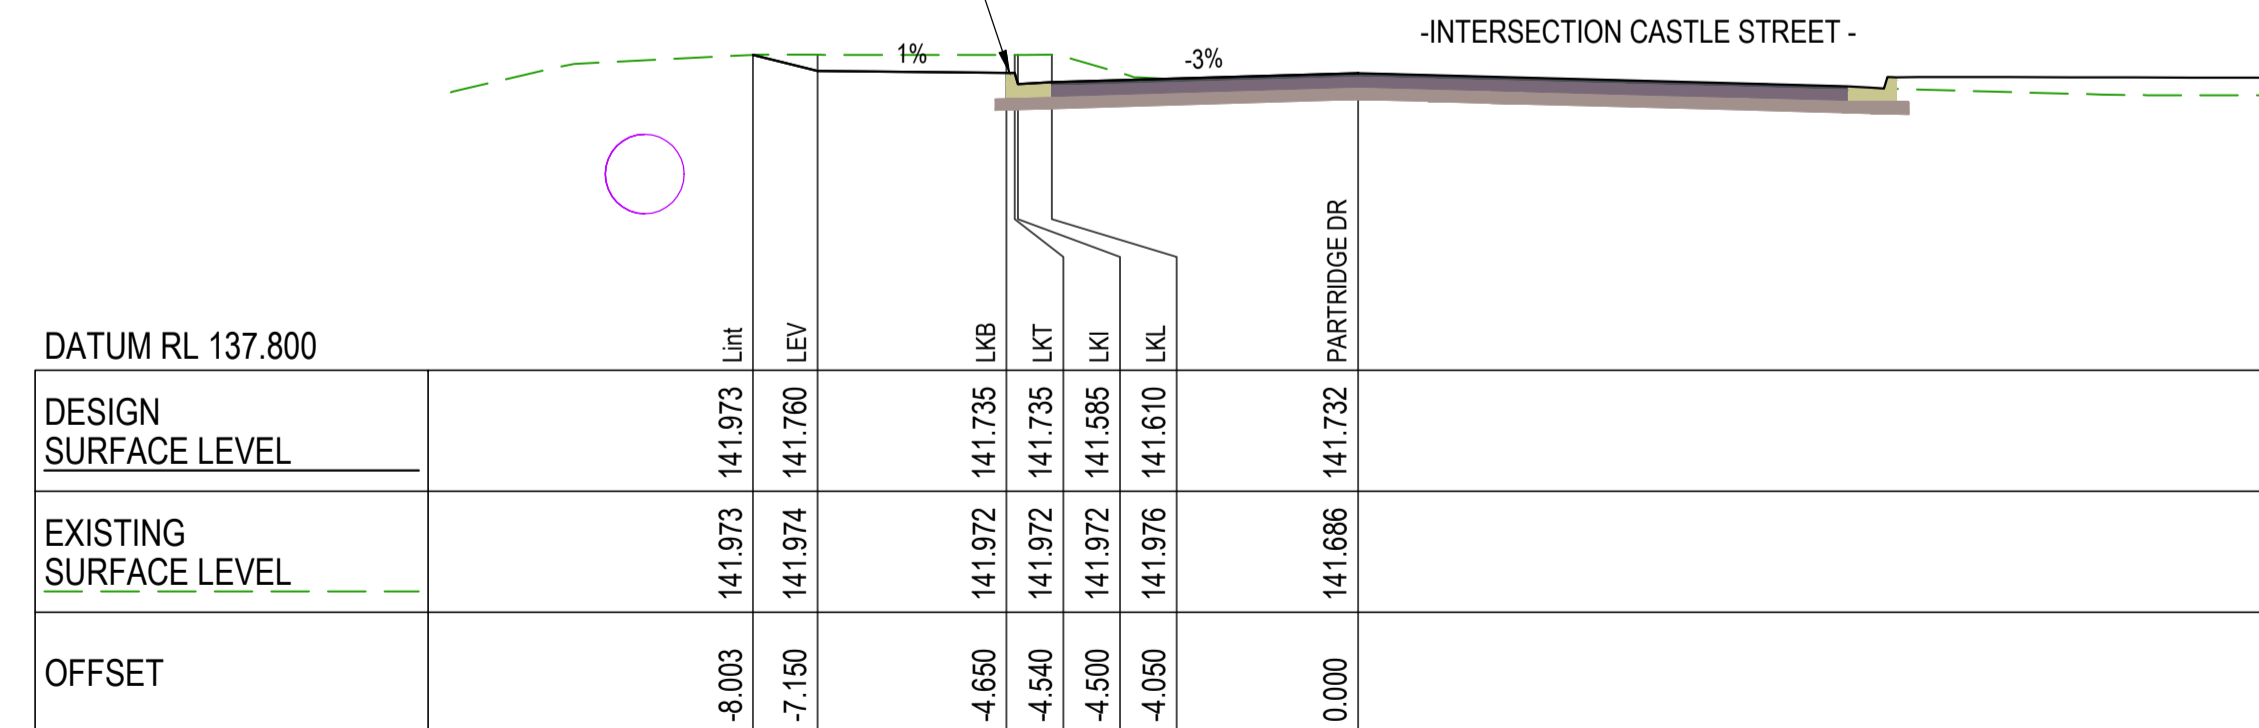 -INTERSECTION CASTLE STREET -
1%
-3%
DATUM RL 137.800
Lint
LEV
LKB
LKT
LKI
LKL
PARTRIDGE DR
DESIGN
SURFACE LEVEL
141.973
141.760
141.735
141.735
141.585
141.610
141.732
EXISTING
SURFACE LEVEL
141.973
141.974
141.972
141.972
141.972
141.976
141.686
OFFSET
-8.003
-7.150
-4.650
-4.540
-4.500
-4.050
0.000